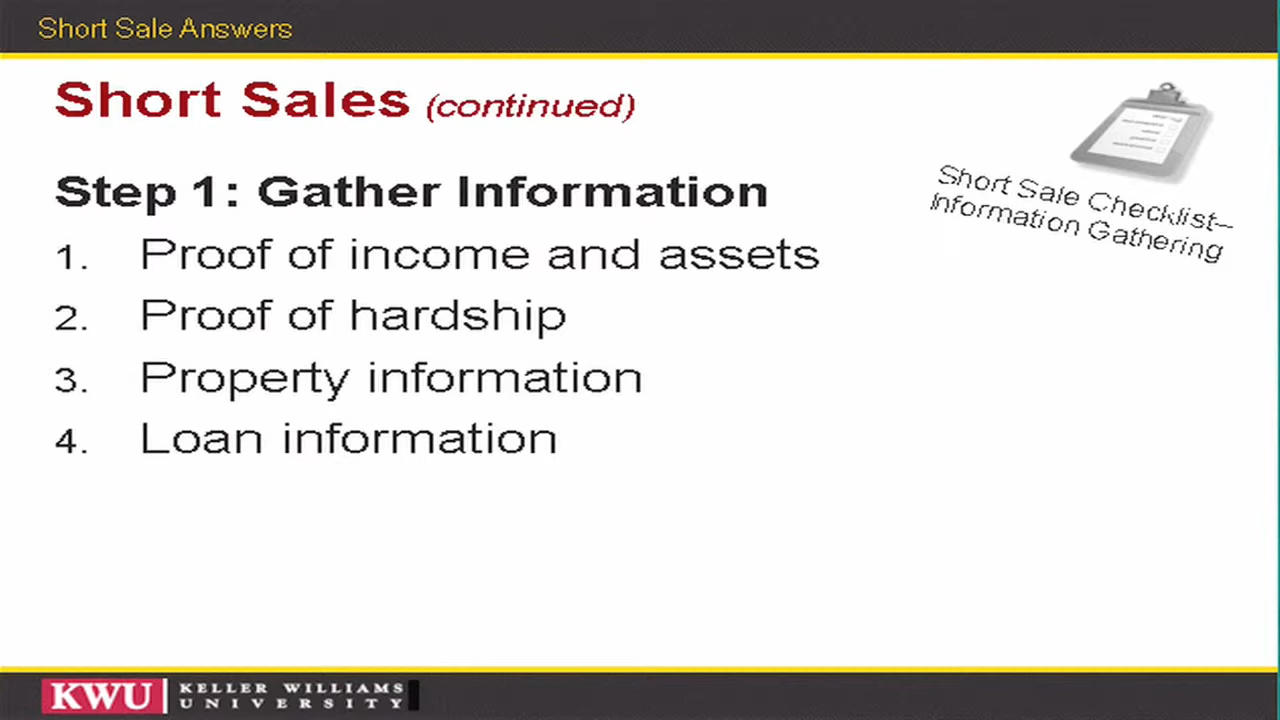 Short Sale Answers
Short Sales (continued)
Short Sale Checklist–
Information Gathering
Step 1: Gather Information
1. Proof of income and assets
2. Proof of hardship
3. Property information
4. Loan information
KWU KELLER WILLIAMS
UNIVERSITY